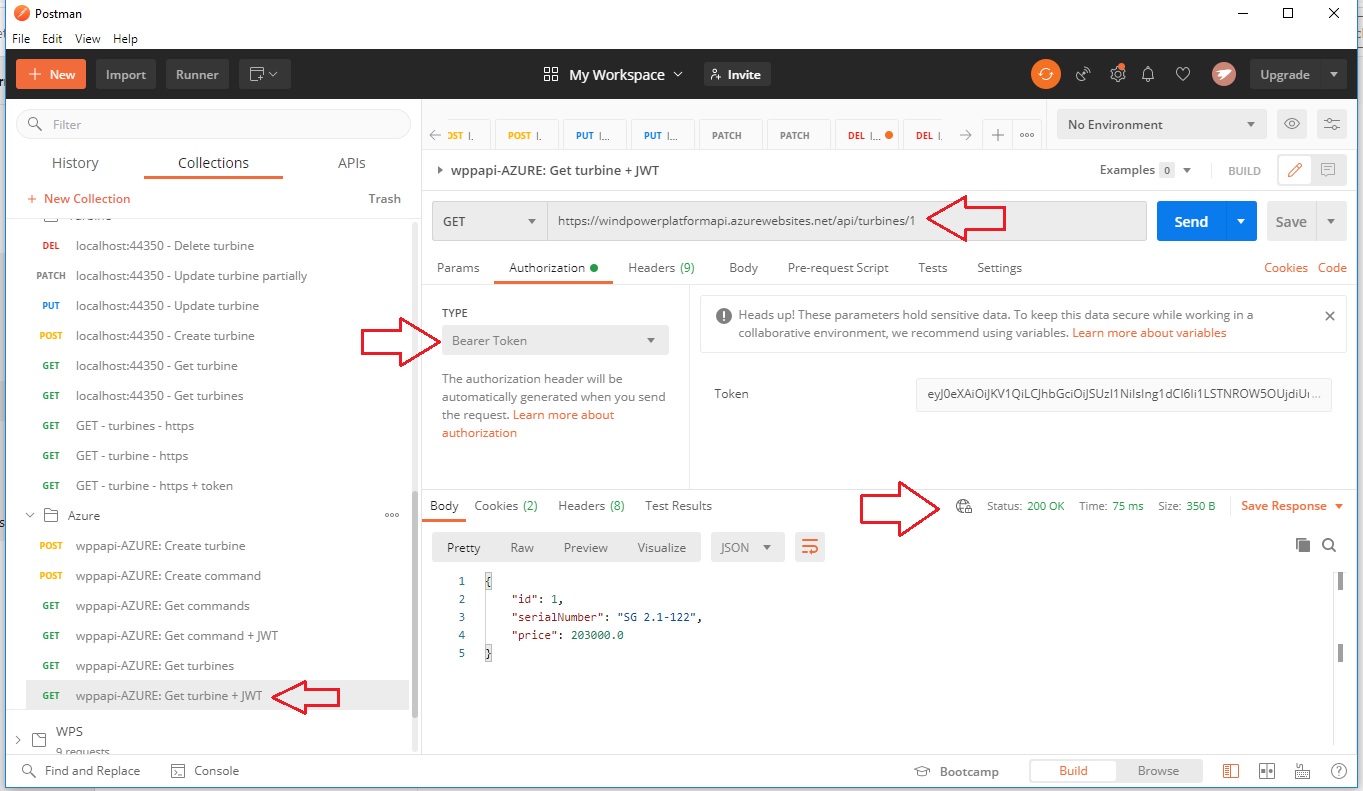 Postman
File Edit View Help
+ New Import Runner My Workspace Invite Upgrade
Filter
History Collections APIs
+ New Collection Trash
localhost:44350 - Delete turbine
DEL
PATCH localhost:44350 - Update turbine partially
PUT localhost:44350 - Update turbine
POST localhost:44350 - Create turbine
GET localhost:44350 - Get turbine
GET localhost:44350 - Get turbines
GET GET - turbines - https
GET GET - turbine - https
GET GET - turbine - https + token
Azure
POST wppapi-AZURE: Create turbine
POST wppapi-AZURE: Create command
GET wppapi-AZURE: Get commands
GET wppapi-AZURE: Get command + JWT
GET wppapi-AZURE: Get turbines
GET wppapi-AZURE: Get turbine + JWT
WPS
9 requests
POST I. PUT I... PUT I... PATCH PATCH DEL I... DEL I. + No Environment
wppapi-AZURE: Get turbine + JWT Examples 0 BUILD
GET https://windpowerplatformapi.azurewebsites.net/api/turbines/1 Send Save
Params Authorization Headers (9) Body Pre-request Script Tests Settings Cookies Code
TYPE
Bearer Token
The authorization header will be
automatically generated when you send
the request. Learn more about
authorization
Heads up! These parameters hold sensitive data. To keep this data secure while working in a
collaborative environment, we recommend using variables. Learn more about variables
Token
Body Cookies (2) Headers (8) Test Results Status: 200 OK Time: 75 ms Size: 350 B Save Response
Pretty Raw Preview Visualize JSON
1 {
2 "id": 1,
3 "serialNumber": "SG 2.1-122",
4 "price": 203000.0
5 }
Find and Replace Console Bootcamp Build Browse